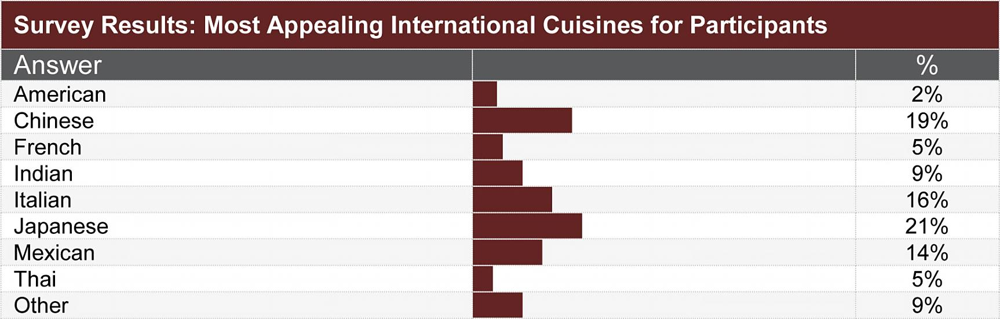 Survey Results: Most Appealing International Cuisines for Participants
Answer %
American 2%
Chinese 19%
French 5%
Indian 9%
Italian 16%
Japanese 21%
Mexican 14%
Thai 5%
Other 9%